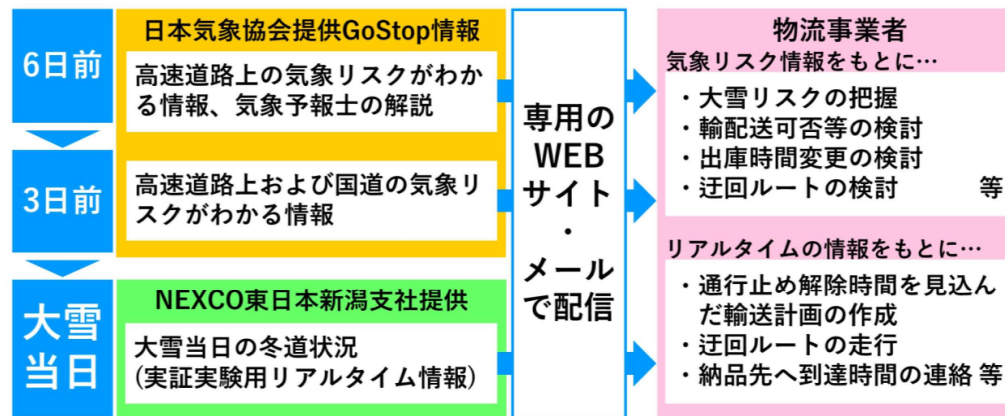 6日前
日本気象協会提供GoStop情報
高速道路上の気象リスクがわか
る情報、気象予報士の解説
3日前
高速道路上および国道の気象リ
スクがわかる情報
大雪
当日
NEXCO東日本新潟支社提供
大雪当日の冬道状況
(実証実験用リアルタイム情報)
専用の
WEB
サイト
・
メール
で配信
物流事業者
気象リスク情報をもとに…
・大雪リスクの把握
・輸配送可否等の検討
・出庫時間変更の検討
・迂回ルートの検討 等
リアルタイムの情報をもとに…
・通行止め解除時間を見込ん
だ輸送計画の作成
・迂回ルートの走行
・納品先へ到達時間の連絡 等